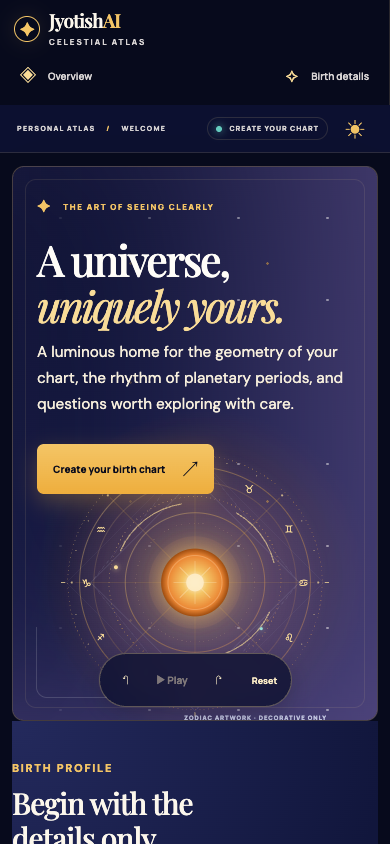 JyotishAI
CELESTIAL ATLAS
Overview
Birth details
PERSONAL ATLAS / WELCOME
CREATE YOUR CHART
THE ART OF SEEING CLEARLY
A universe,
uniquely yours.
A luminous home for the geometry of your
chart, the rhythm of planetary periods, and
questions worth exploring with care.
Create your birth chart
♉
♒ ♊
♑ ♋
♐ ♌
Play
Reset
ZODIAC ARTWORK · DECORATIVE ONLY
BIRTH PROFILE
Begin with the
details only